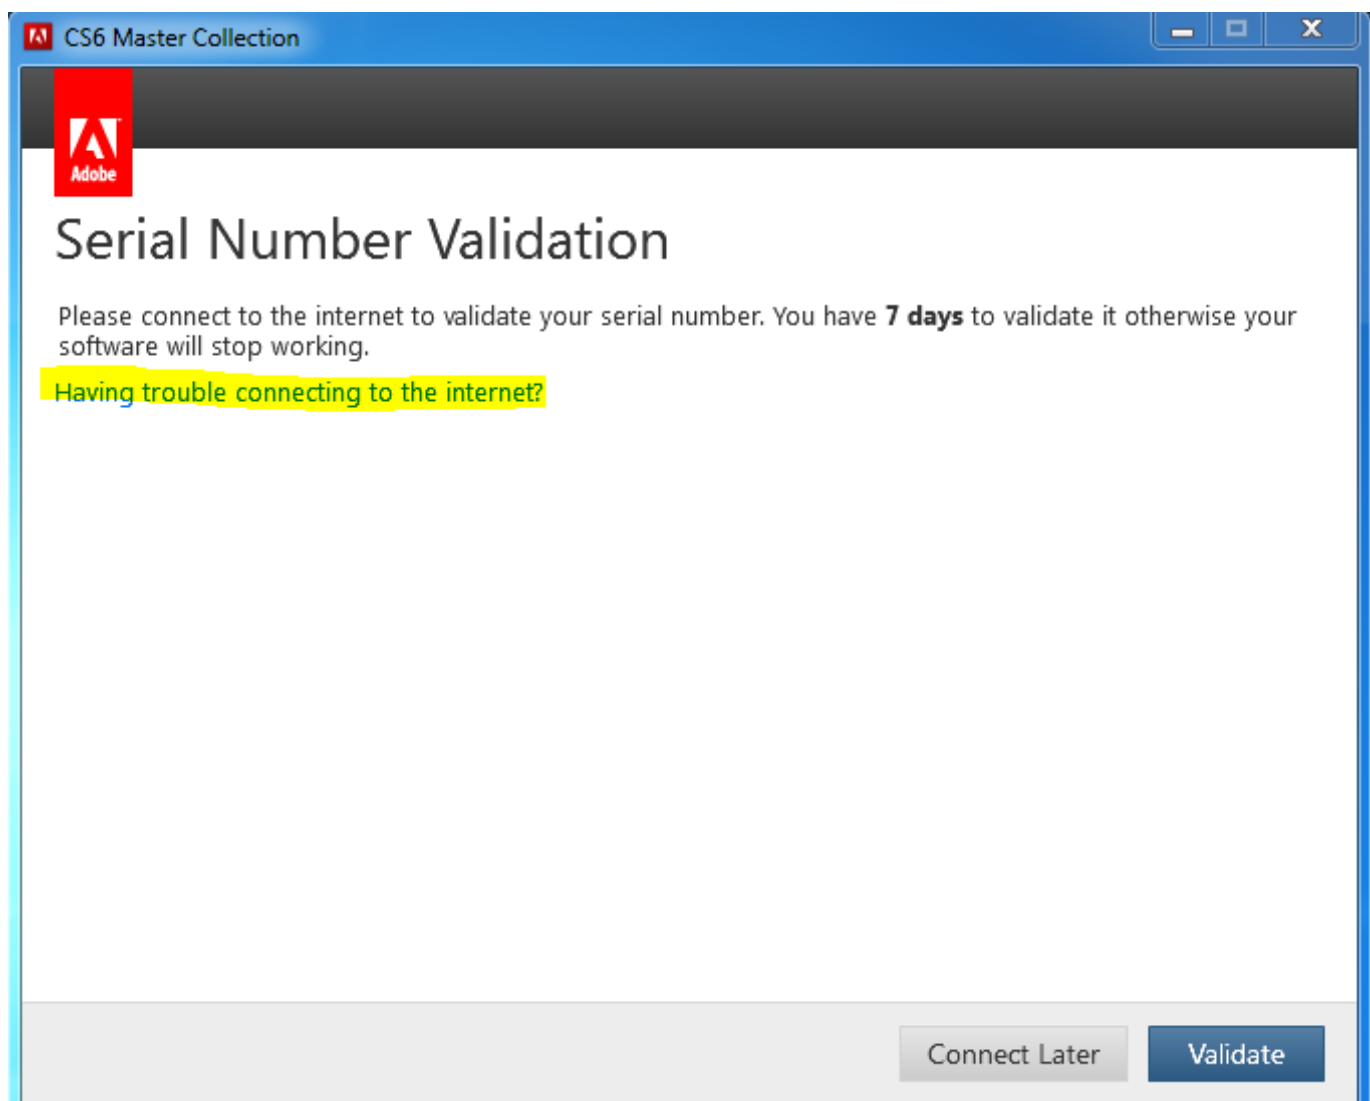 CS6 Master Collection
Adobe
Serial Number Validation
Please connect to the internet to validate your serial number. You have 7 days to validate it otherwise your
software will stop working.
Having trouble connecting to the internet?
Connect Later
Validate